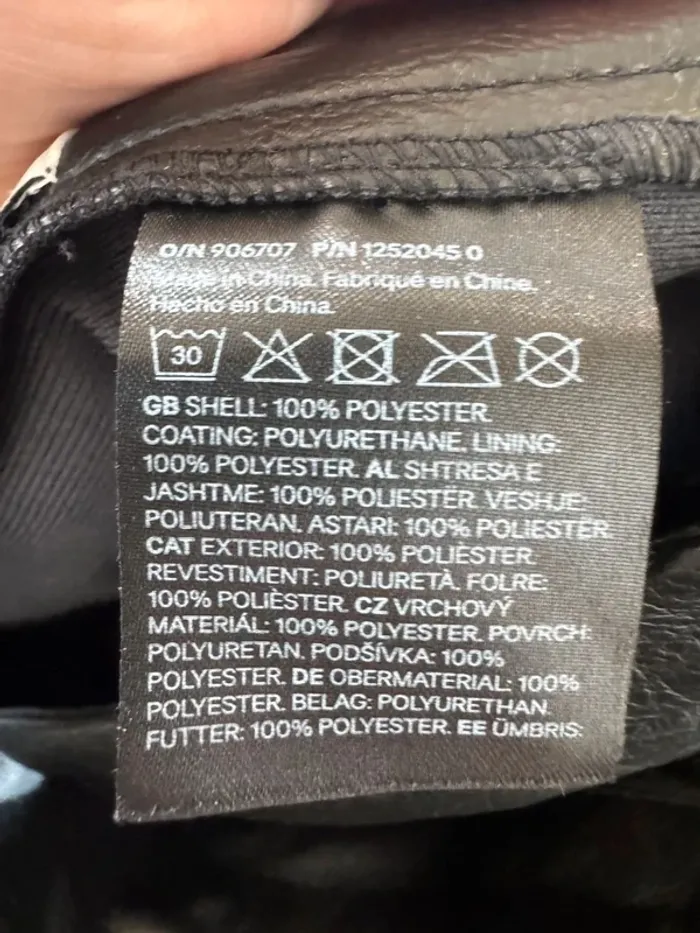 O/N 906707 P/N 1252045 0
Made in China. Fabriqué en Chine.
Hecho en China.
30
GB SHELL: 100% POLYESTER.
COATING: POLYURETHANE. LINING:
100% POLYESTER. AL SHTRESA E
JASHTME: 100% POLIESTËR. VESHJE:
POLIUTERAN. ASTARI: 100% POLIESTËR.
CAT EXTERIOR: 100% POLIÈSTER.
REVESTIMENT: POLIURETÀ. FOLRE:
100% POLIÈSTER. CZ VRCHOVÝ
MATERIÁL: 100% POLYESTER. POVRCH:
POLYURETAN. PODŠÍVKA: 100%
POLYESTER. DE OBERMATERIAL: 100%
POLYESTER. BELAG: POLYURETHAN.
FUTTER: 100% POLYESTER. EE ÜMBRIS: